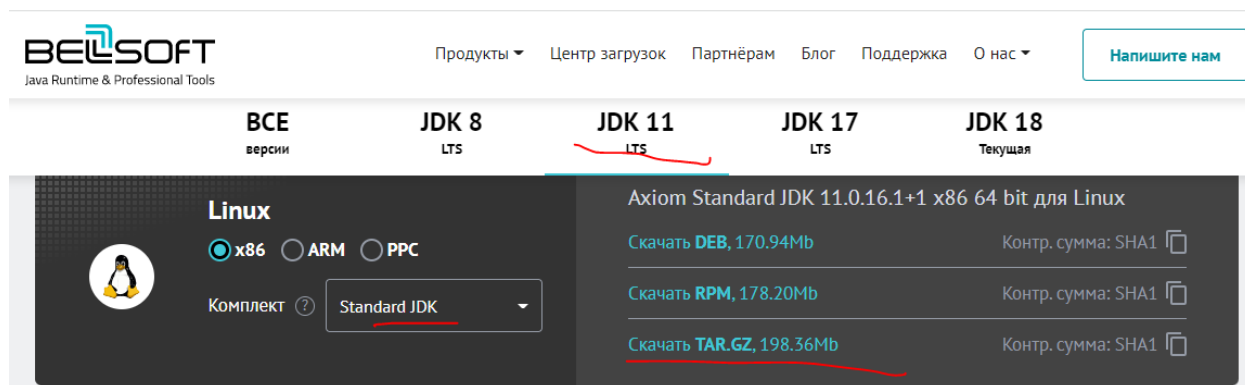 BELLSOFT
Java Runtime & Professional Tools
Продукты Центр загрузок Партнёрам Блог Поддержка О нас Напишите нам
ВСЕ JDK 8 JDK 11 JDK 17 JDK 18
версии LTS LTS LTS Текущая
Linux
x86 ARM PPC
Комплект ? Standard JDK
Axiom Standard JDK 11.0.16.1+1 x86 64 bit для Linux
Скачать DEB, 170.94Mb Контр. сумма: SHA1
Скачать RPM, 178.20Mb Контр. сумма: SHA1
Скачать TAR.GZ, 198.36Mb Контр. сумма: SHA1